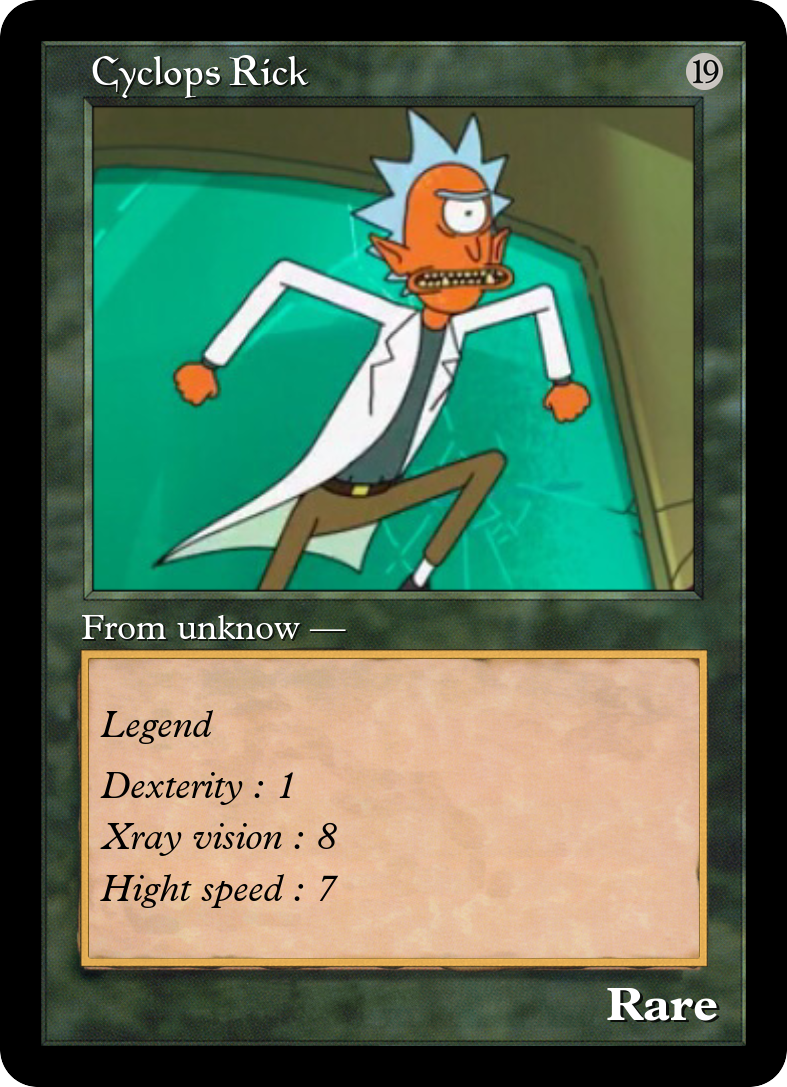 Cyclops Rick
19
From unknow —
Legend
Dexterity : 1
Xray vision : 8
Hight speed : 7
Rare